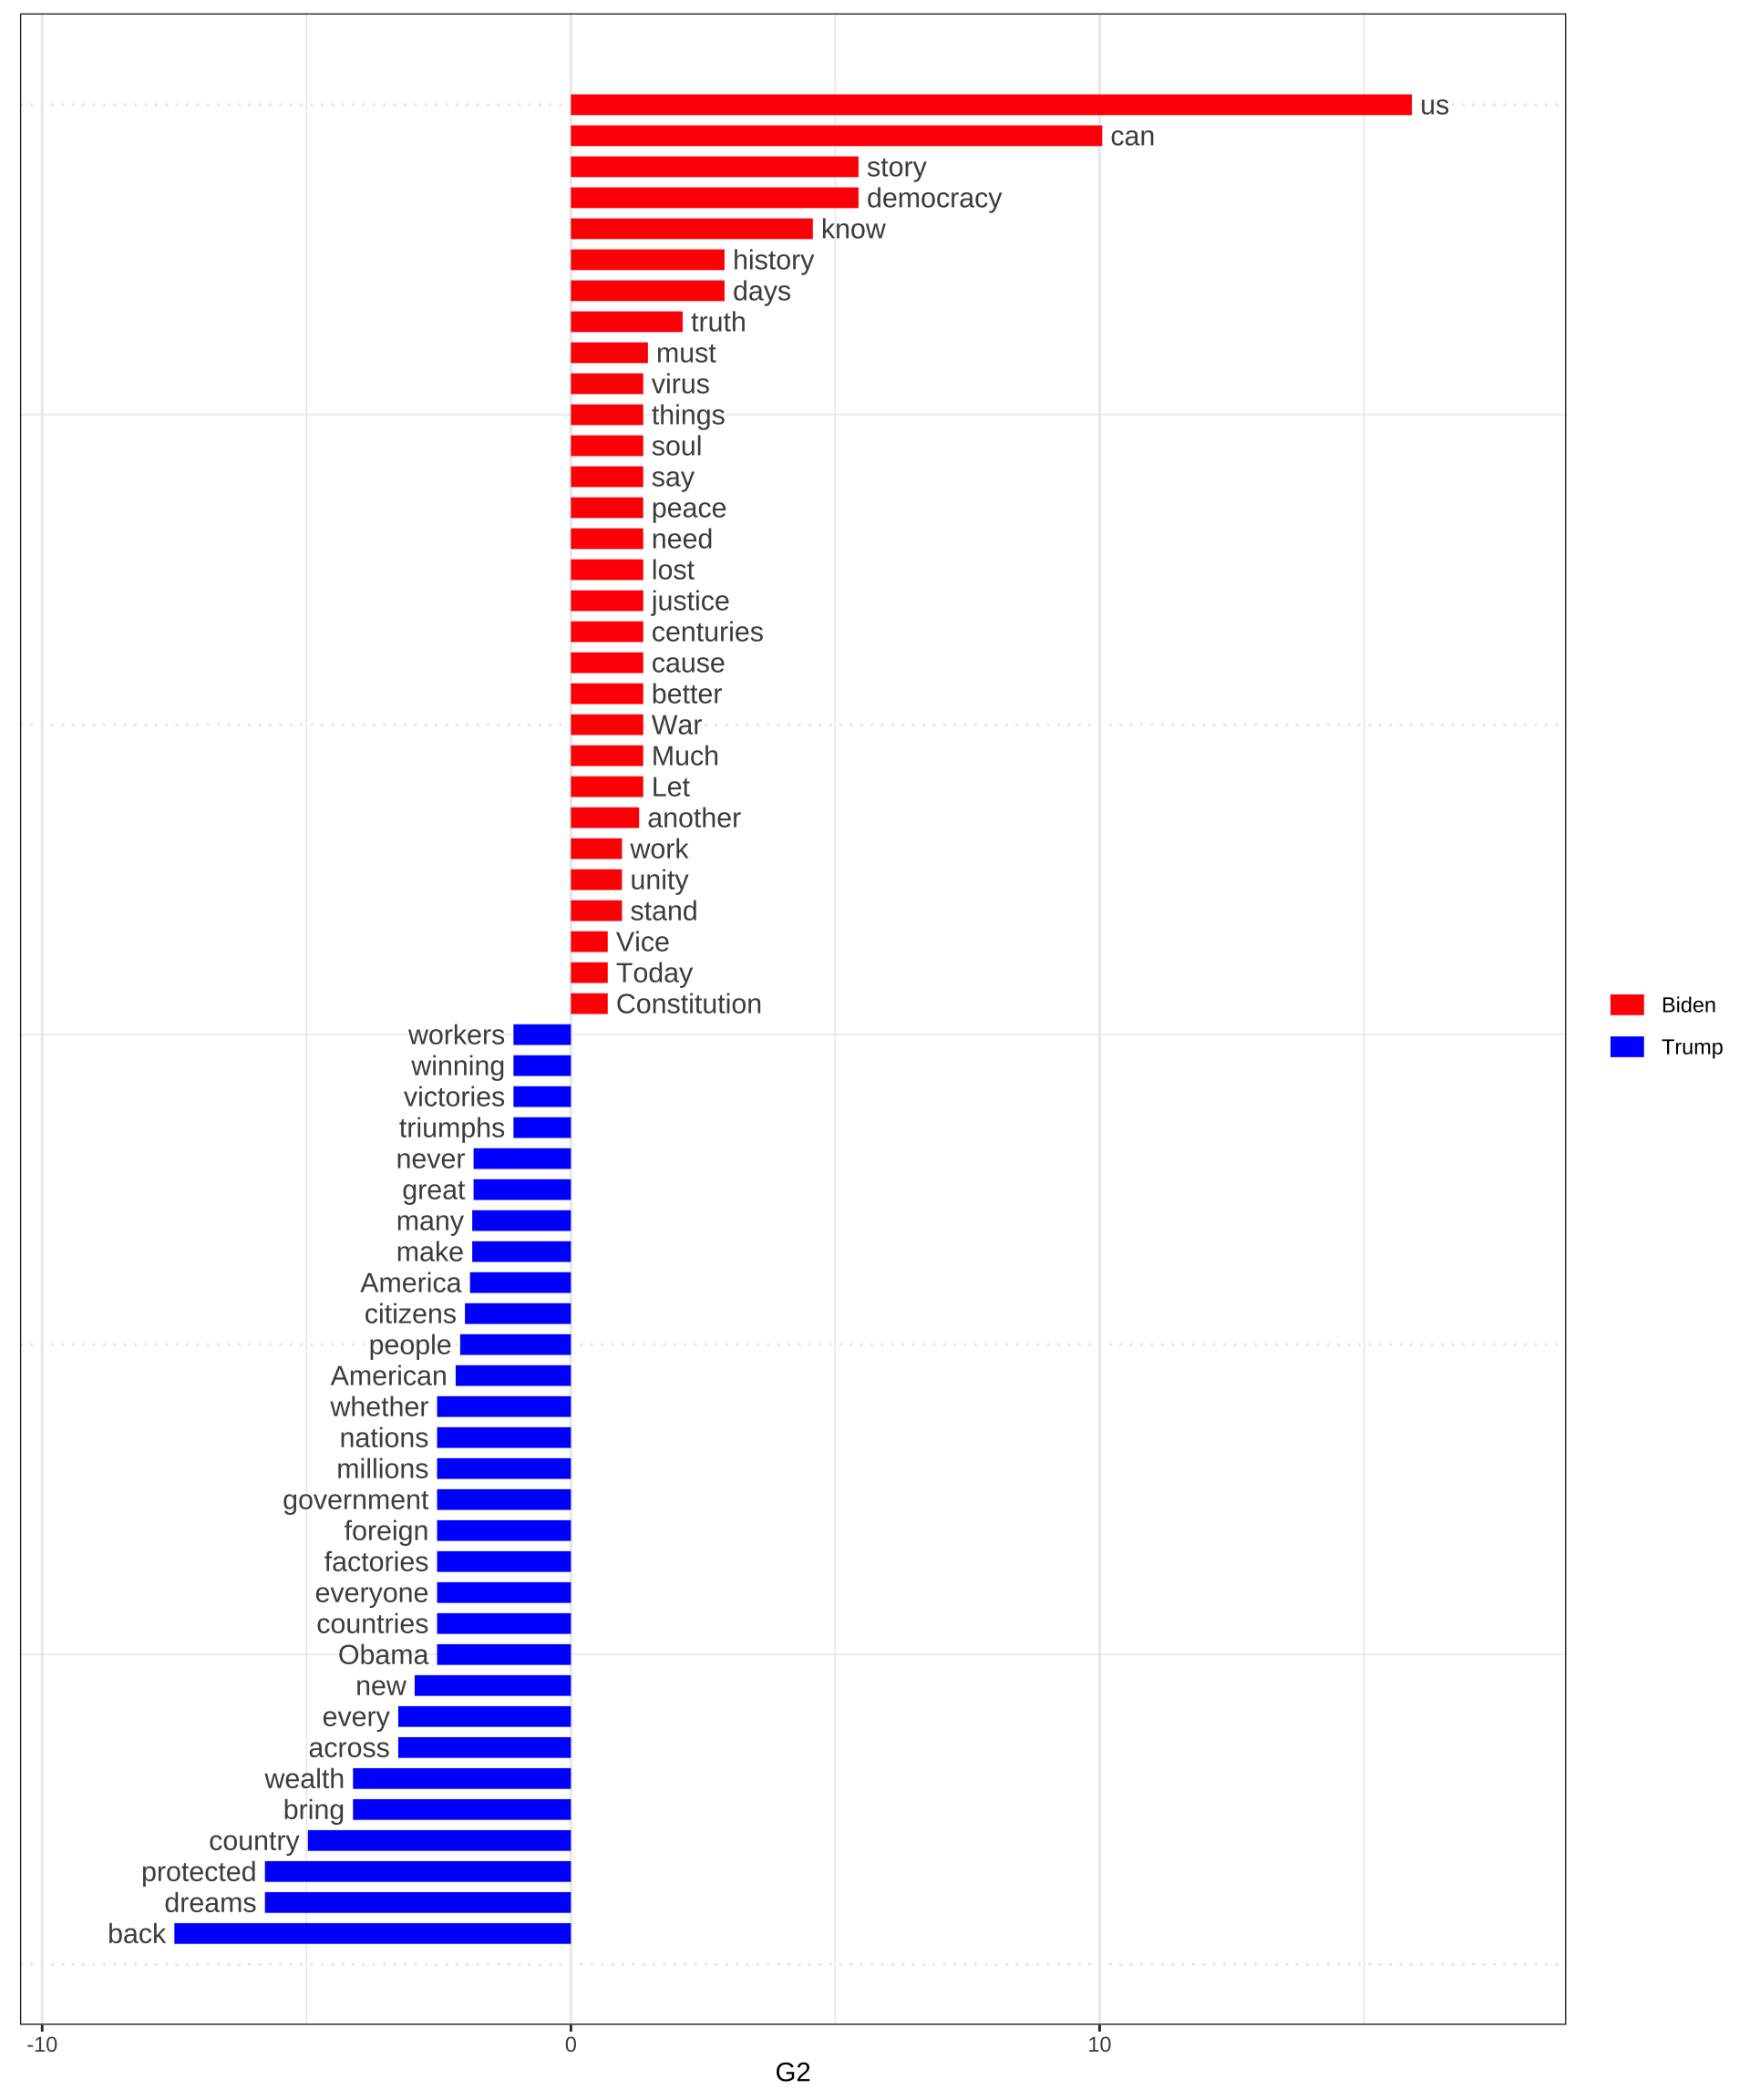 us
can
story
democracy
know
history
days
truth
must
virus
things
soul
say
peace
need
lost
justice
centuries
cause
better
War
Much
Let
another
work
unity
stand
Vice
Today
Constitution
workers
winning
victories
triumphs
never
great
many
make
America
citizens
people
American
whether
nations
millions
government
foreign
factories
everyone
countries
Obama
new
every
across
wealth
bring
country
protected
dreams
back
-10 0 10
G2
Biden
Trump